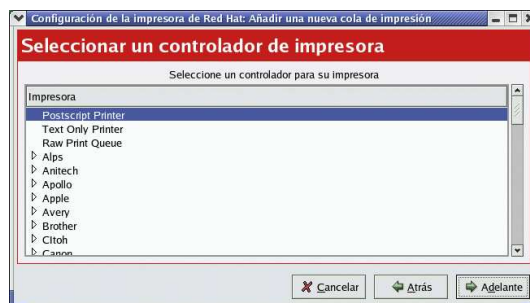 Configuración de la impresora de Red Hat: Añadir una nueva cola de impresión
Seleccionar un controlador de impresora
Seleccione un controlador para su impresora
Impresora
Postscript Printer
Text Only Printer
Raw Print Queue
Alps
Anitech
Apollo
Apple
Avery
Brother
CItoh
Canon
Cancelar
Atrás
Adelante